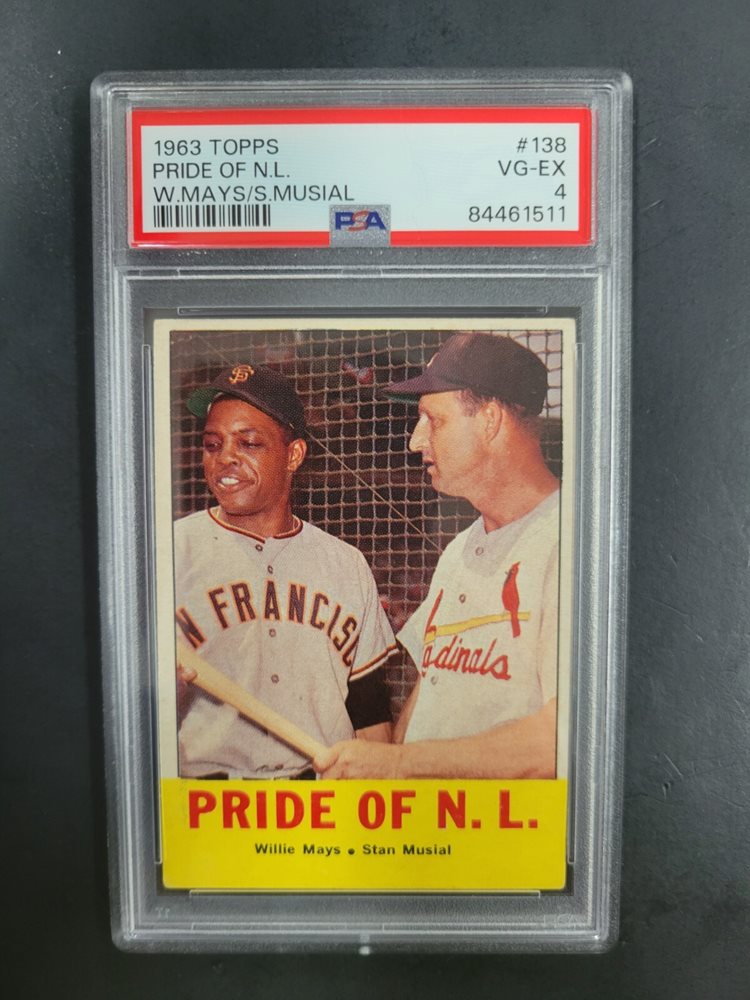 1963 TOPPS #138
PRIDE OF N.L. VG-EX
W.MAYS/S.MUSIAL 4
PSA 84461511
SF
N FRANCISC
Cardinals
PRIDE OF N. L.
Willie Mays • Stan Musial